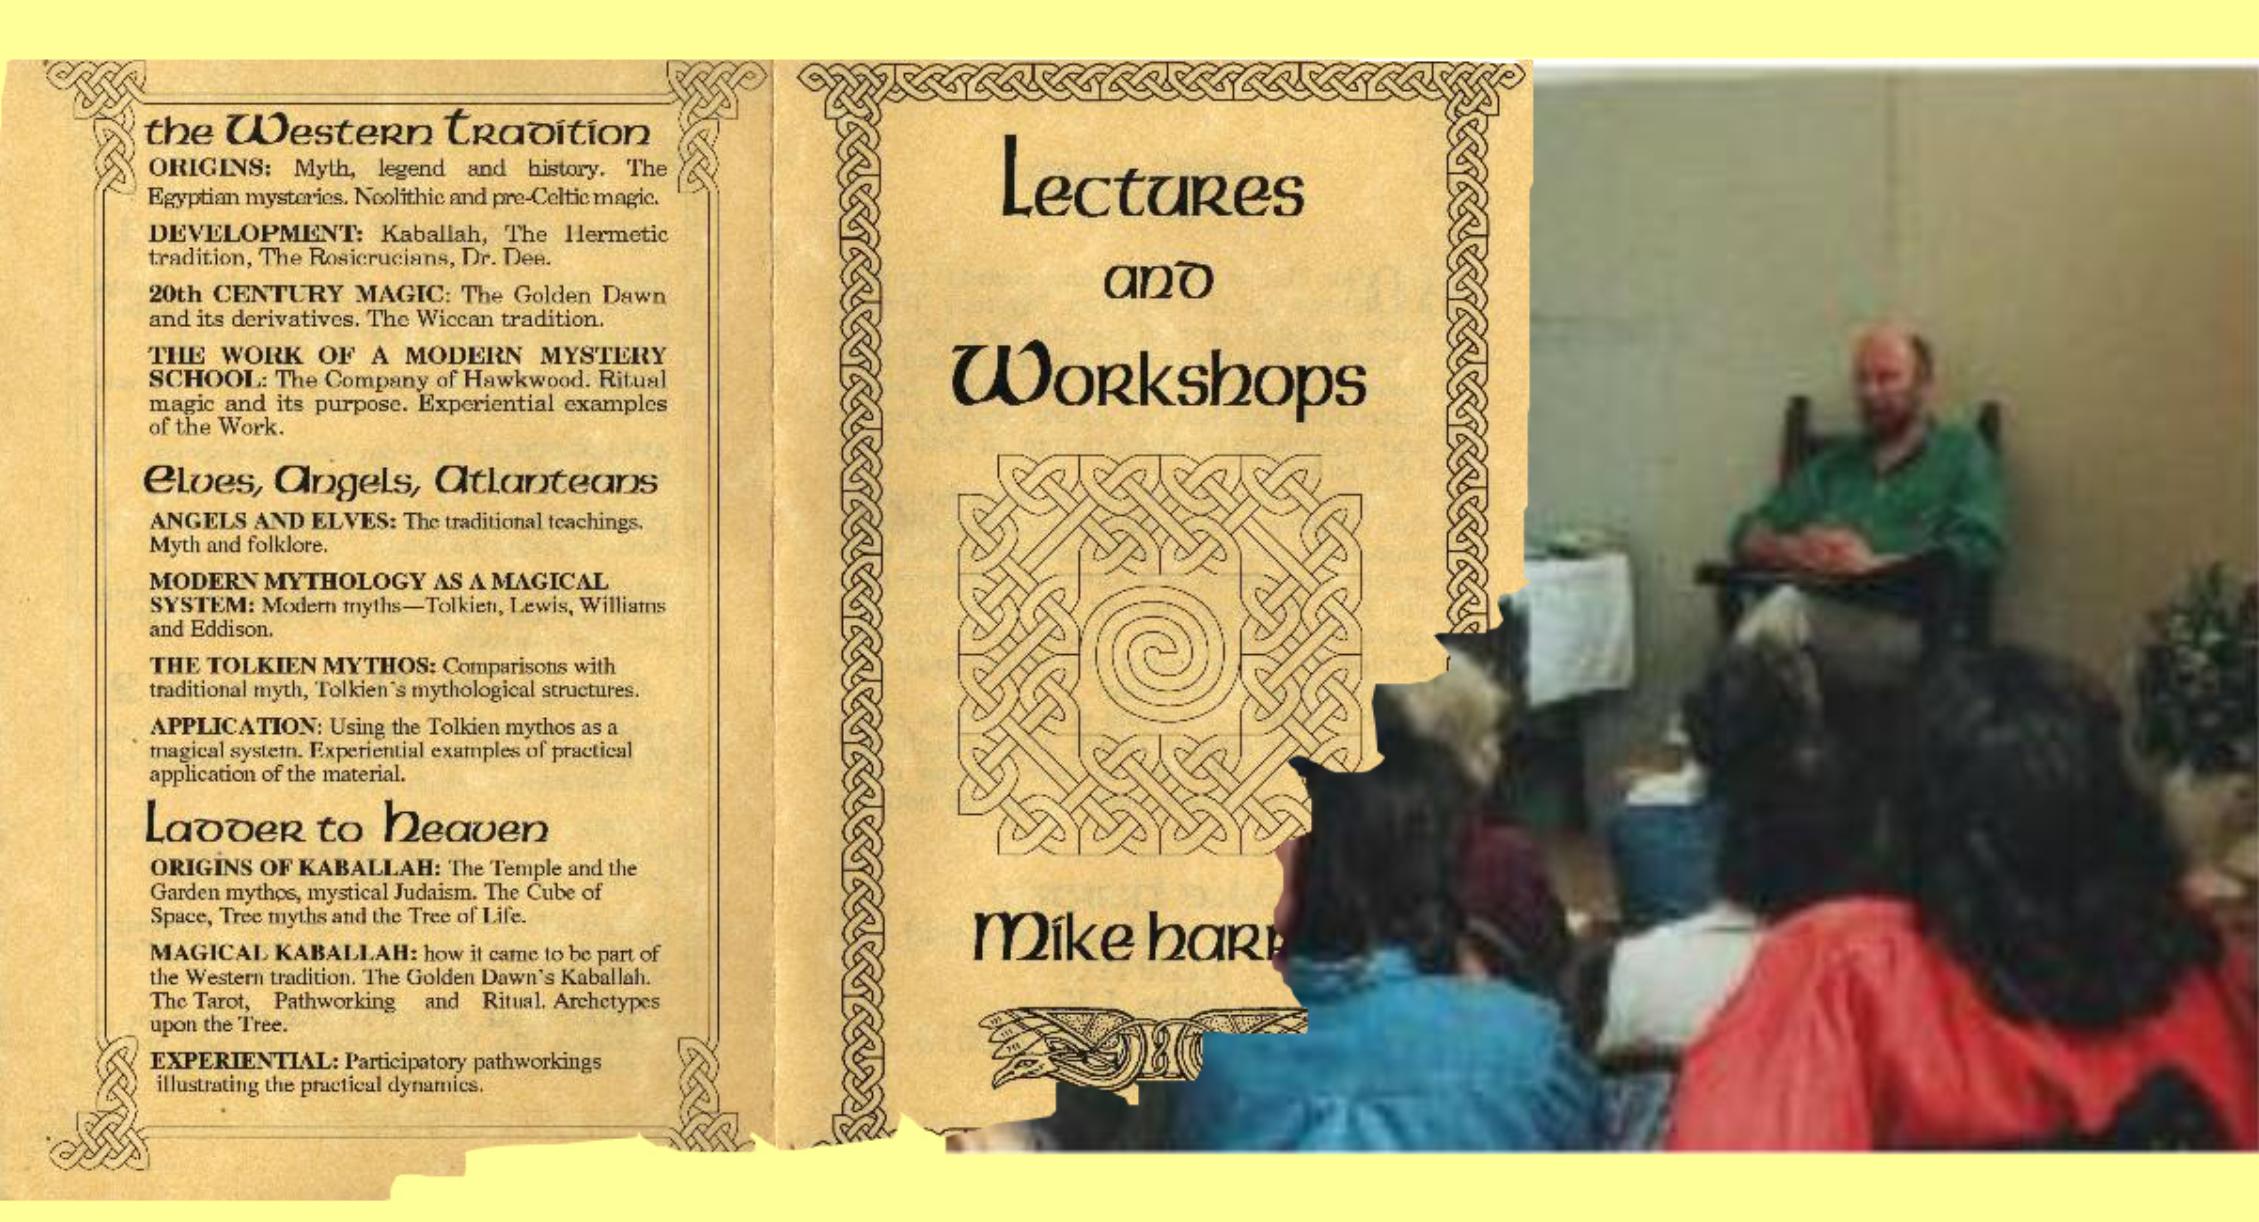 the Western Tradition
ORIGINS: Myth, legend and history. The
Egyptian mysteries. Neolithic and pre-Celtic magic.
DEVELOPMENT: Kaballah, The Hermetic
tradition, The Rosicrucians, Dr. Dee.
20th CENTURY MAGIC: The Golden Dawn
and its derivatives. The Wiccan tradition.
THE WORK OF A MODERN MYSTERY
SCHOOL: The Company of Hawkwood. Ritual
magic and its purpose. Experiential examples
of the Work.
Elves, Angels, Atlanteans
ANGELS AND ELVES: The traditional teachings.
Myth and folklore.
MODERN MYTHOLOGY AS A MAGICAL
SYSTEM: Modern myths—Tolkien, Lewis, Williams
and Eddison.
THE TOLKIEN MYTHOS: Comparisons with
traditional myth, Tolkien's mythological structures.
APPLICATION: Using the Tolkien mythos as a
magical system. Experiential examples of practical
application of the material.
Ladder to Heaven
ORIGINS OF KABALLAH: The Temple and the
Garden mythos, mystical Judaism. The Cube of
Space, Tree myths and the Tree of Life.
MAGICAL KABALLAH: how it came to be part of
the Western tradition. The Golden Dawn's Kaballah.
The Tarot, Pathworking and Ritual. Archetypes
upon the Tree.
EXPERIENTIAL: Participatory pathworkings
illustrating the practical dynamics.
Lectures
and
Workshops
Mike